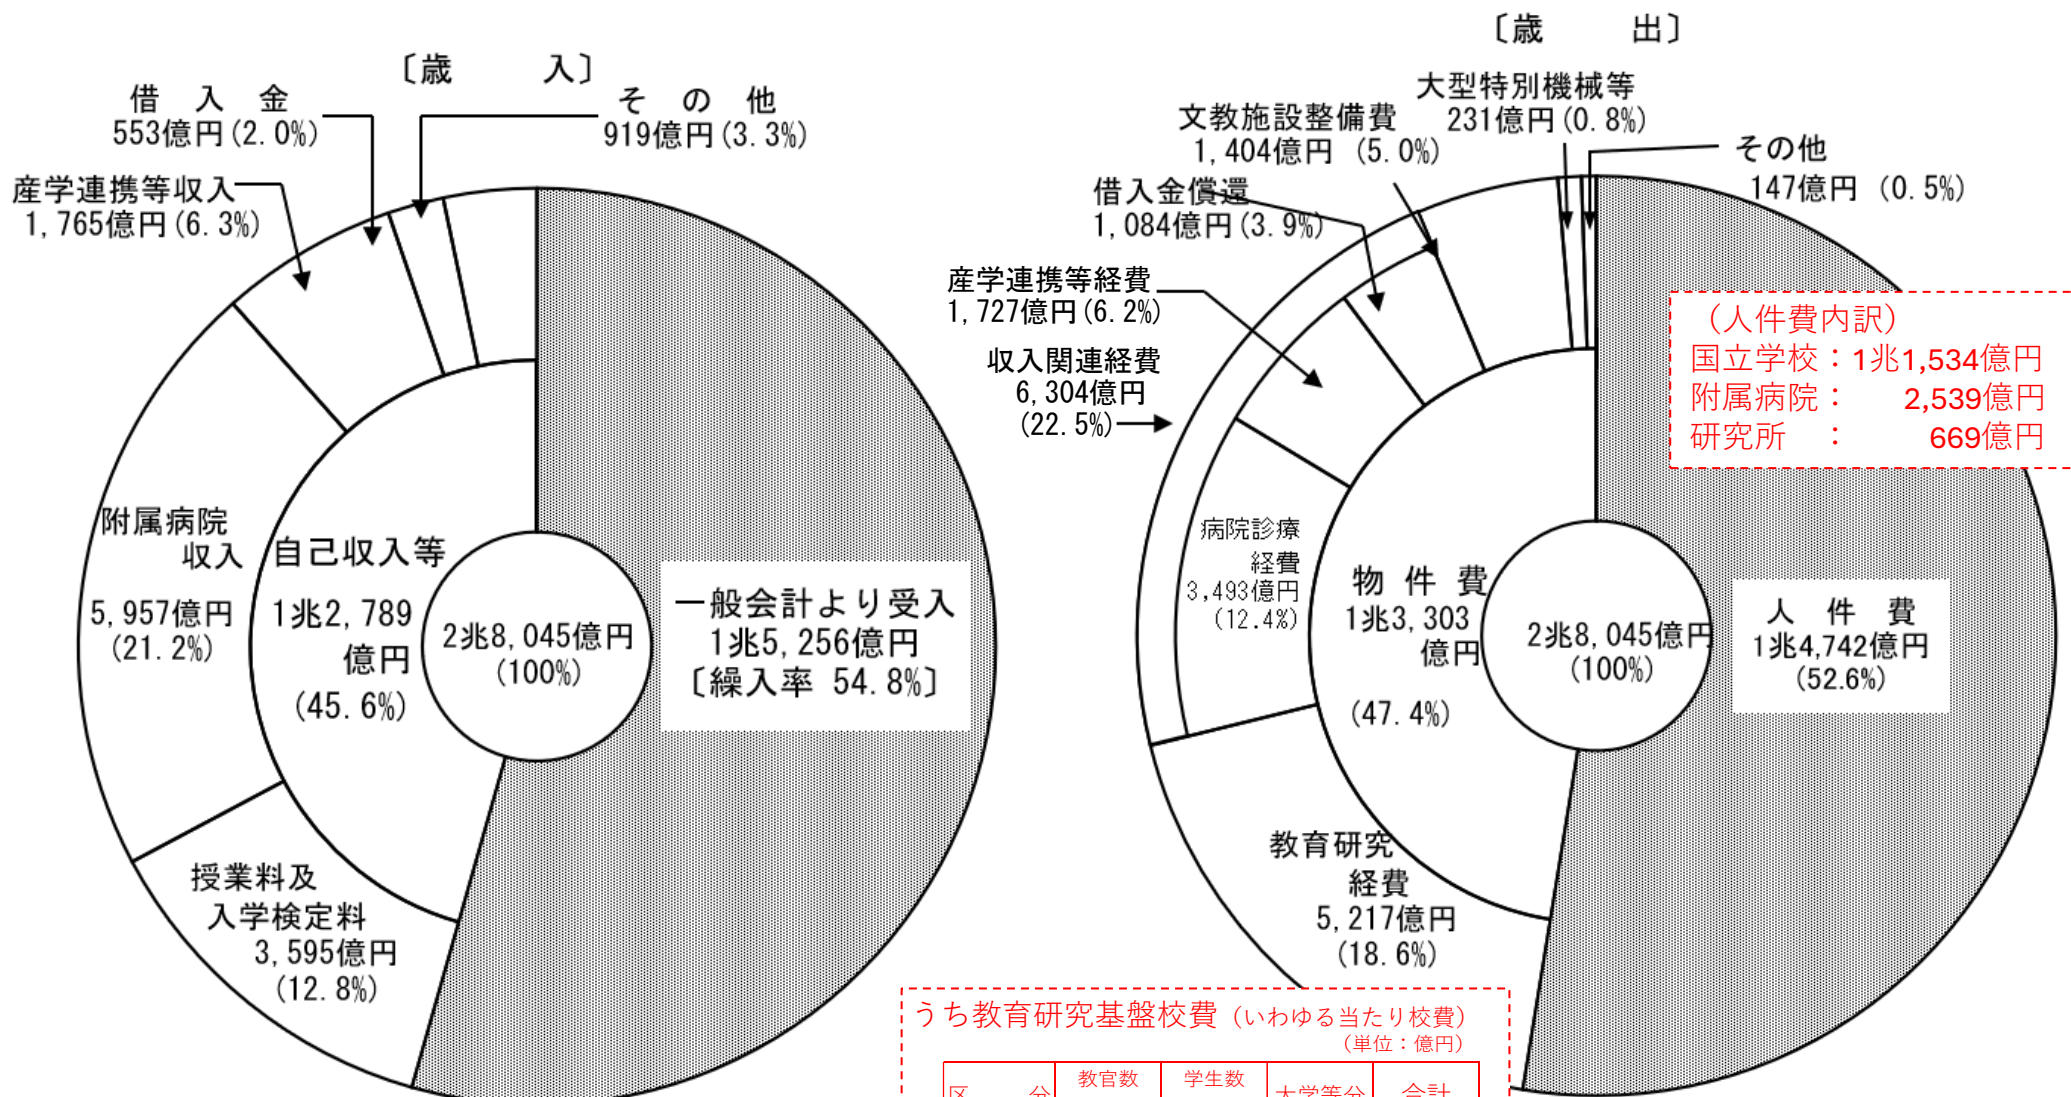 〔歳　入〕
借入金
553億円(2.0%)
その他
919億円(3.3%)
産学連携等収入
1,765億円(6.3%)
附属病院
収入
5,957億円
(21.2%)
自己収入等
1兆2,789
億円
(45.6%)
2兆8,045億円
(100%)
一般会計より受入
1兆5,256億円
〔繰入率 54.8%〕
授業料及
入学検定料
3,595億円
(12.8%)
〔歳　出〕
大型特別機械等
231億円(0.8%)
文教施設整備費
1,404億円 (5.0%)
その他
147億円 (0.5%)
借入金償還
1,084億円(3.9%)
産学連携等経費
1,727億円(6.2%)
収入関連経費
6,304億円
(22.5%)
（人件費内訳）
国立学校：1兆1,534億円
附属病院：　2,539億円
研究所　：　669億円
病院診療
経費
3,493億円
(12.4%)
物件費
1兆3,303
億円
(47.4%)
2兆8,045億円
(100%)
人件費
1兆4,742億円
(52.6%)
教育研究
経費
5,217億円
(18.6%)
うち教育研究基盤校費（いわゆる当たり校費）
（単位：億円）
区　分　教官数　学生数　大学等分　合計